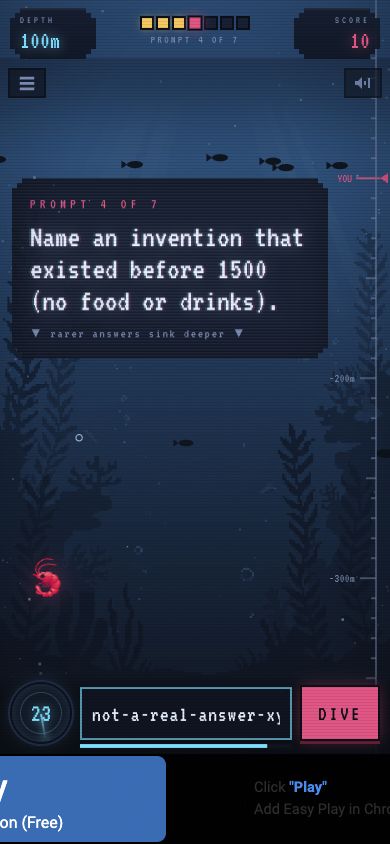 DEPTH
100m
PROMPT 4 OF 7
SCORE
10
YOU
PROMPT 4 OF 7
Name an invention that
existed before 1500
(no food or drinks).
▼ rarer answers sink deeper ▼
-200m
-300m
23
not-a-real-answer-xy
DIVE
on (Free)
Click "Play"
Add Easy Play in Chro